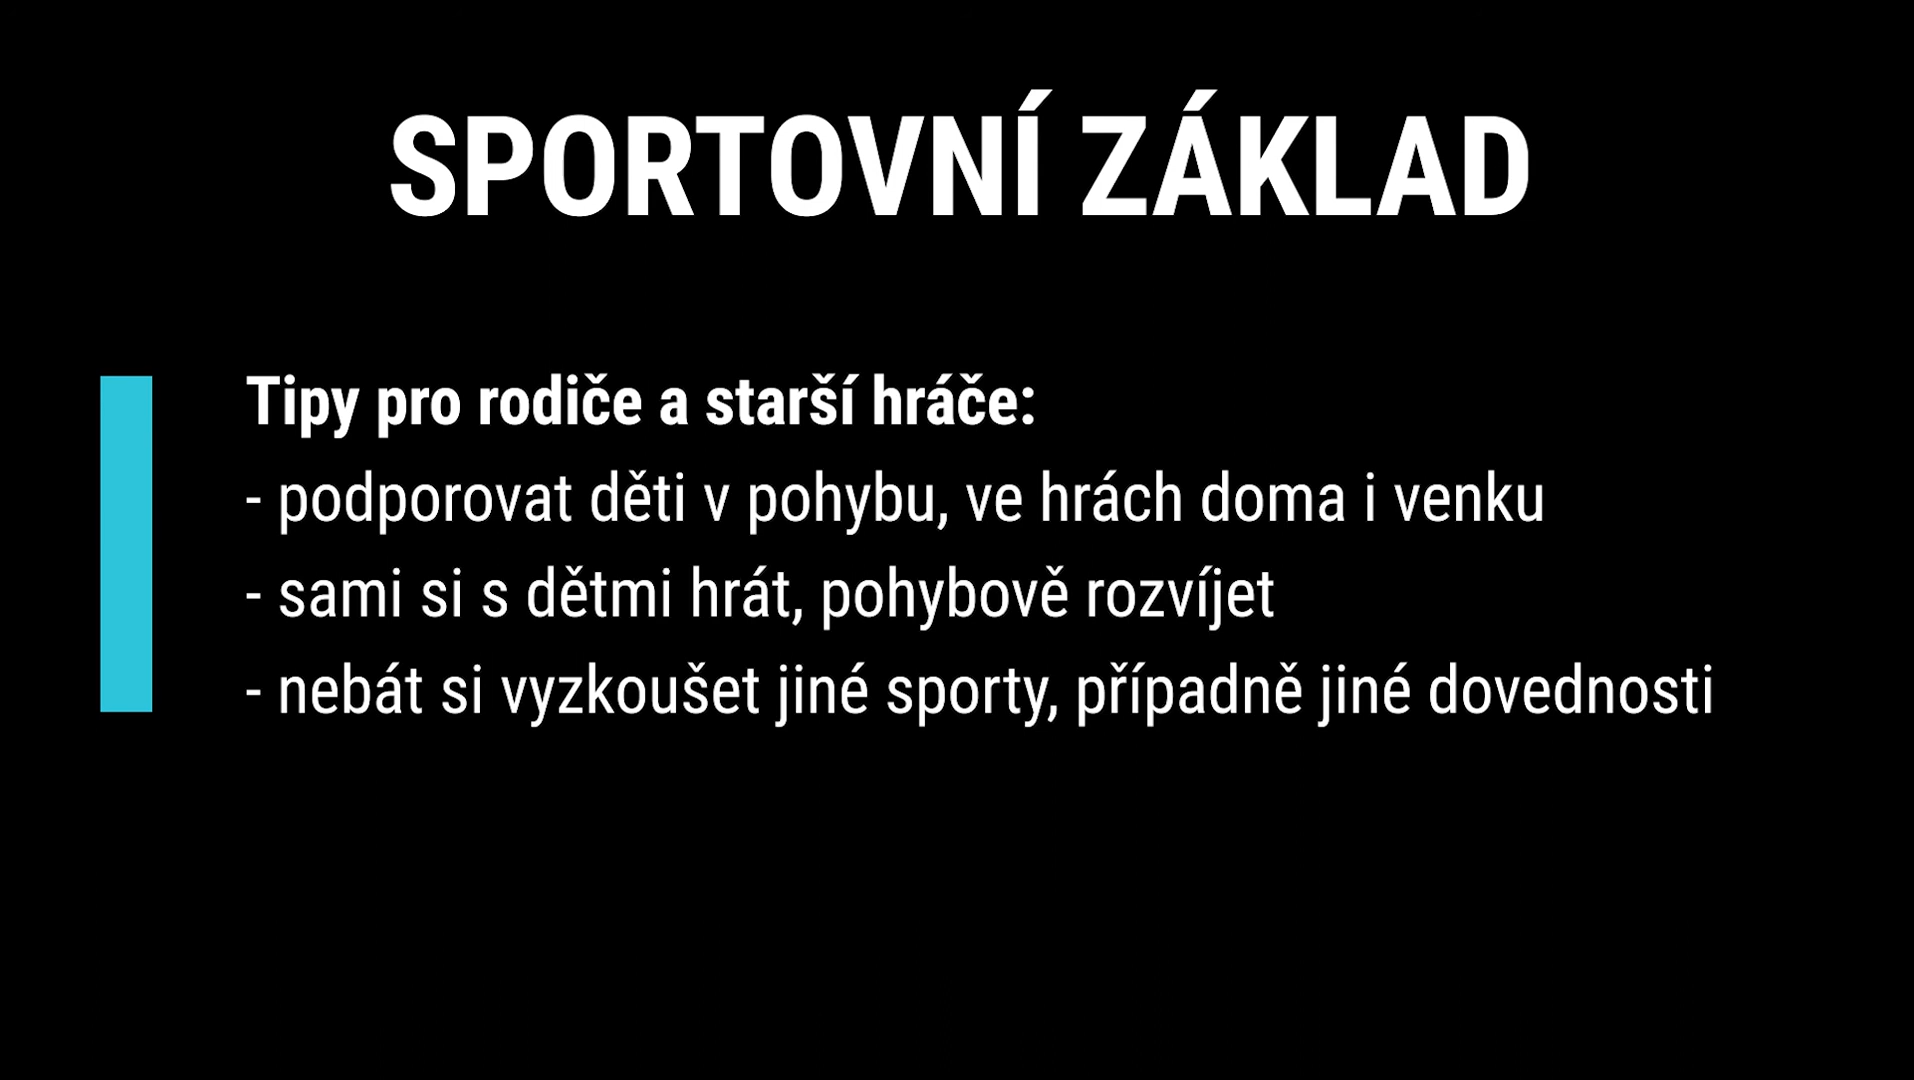 SPORTOVNÍ ZÁKLAD
Tipy pro rodiče a starší hráče:
- podporovat děti v pohybu, ve hrách doma i venku
- sami si s dětmi hrát, pohybově rozvíjet
- nebát si vyzkoušet jiné sporty, případně jiné dovednosti